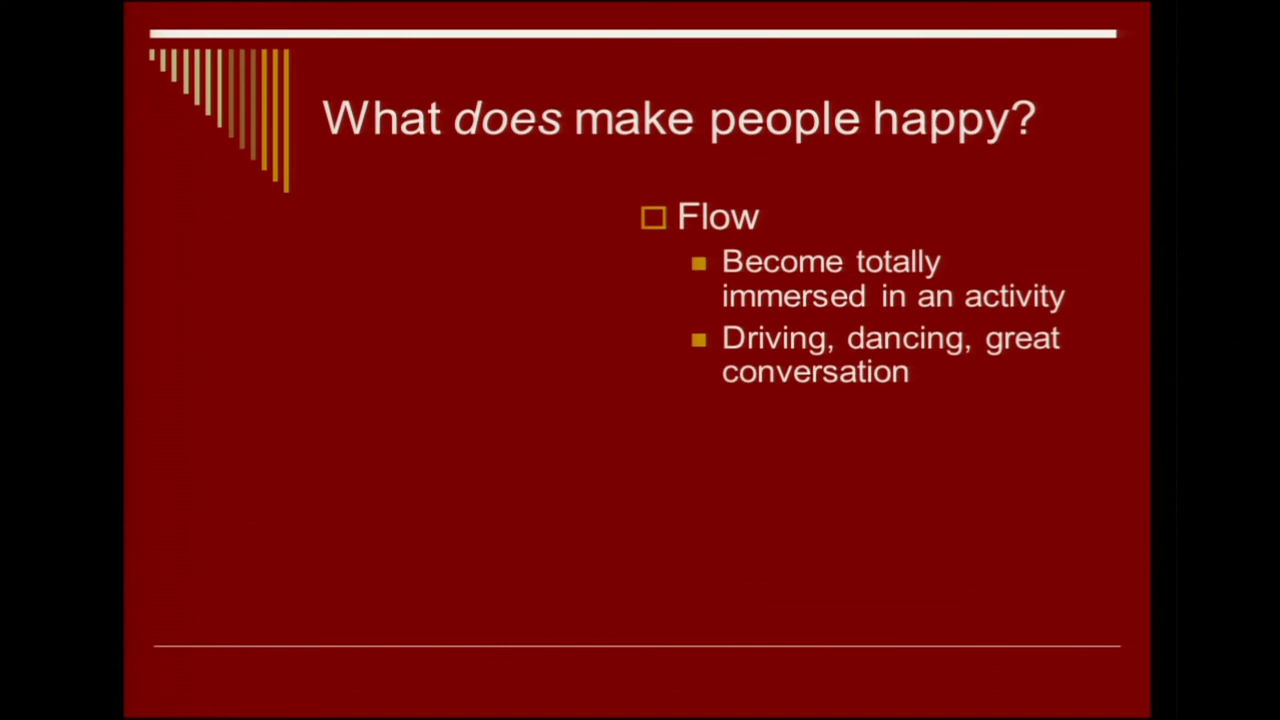 What does make people happy?
Flow
Become totally
immersed in an activity
Driving, dancing, great
conversation